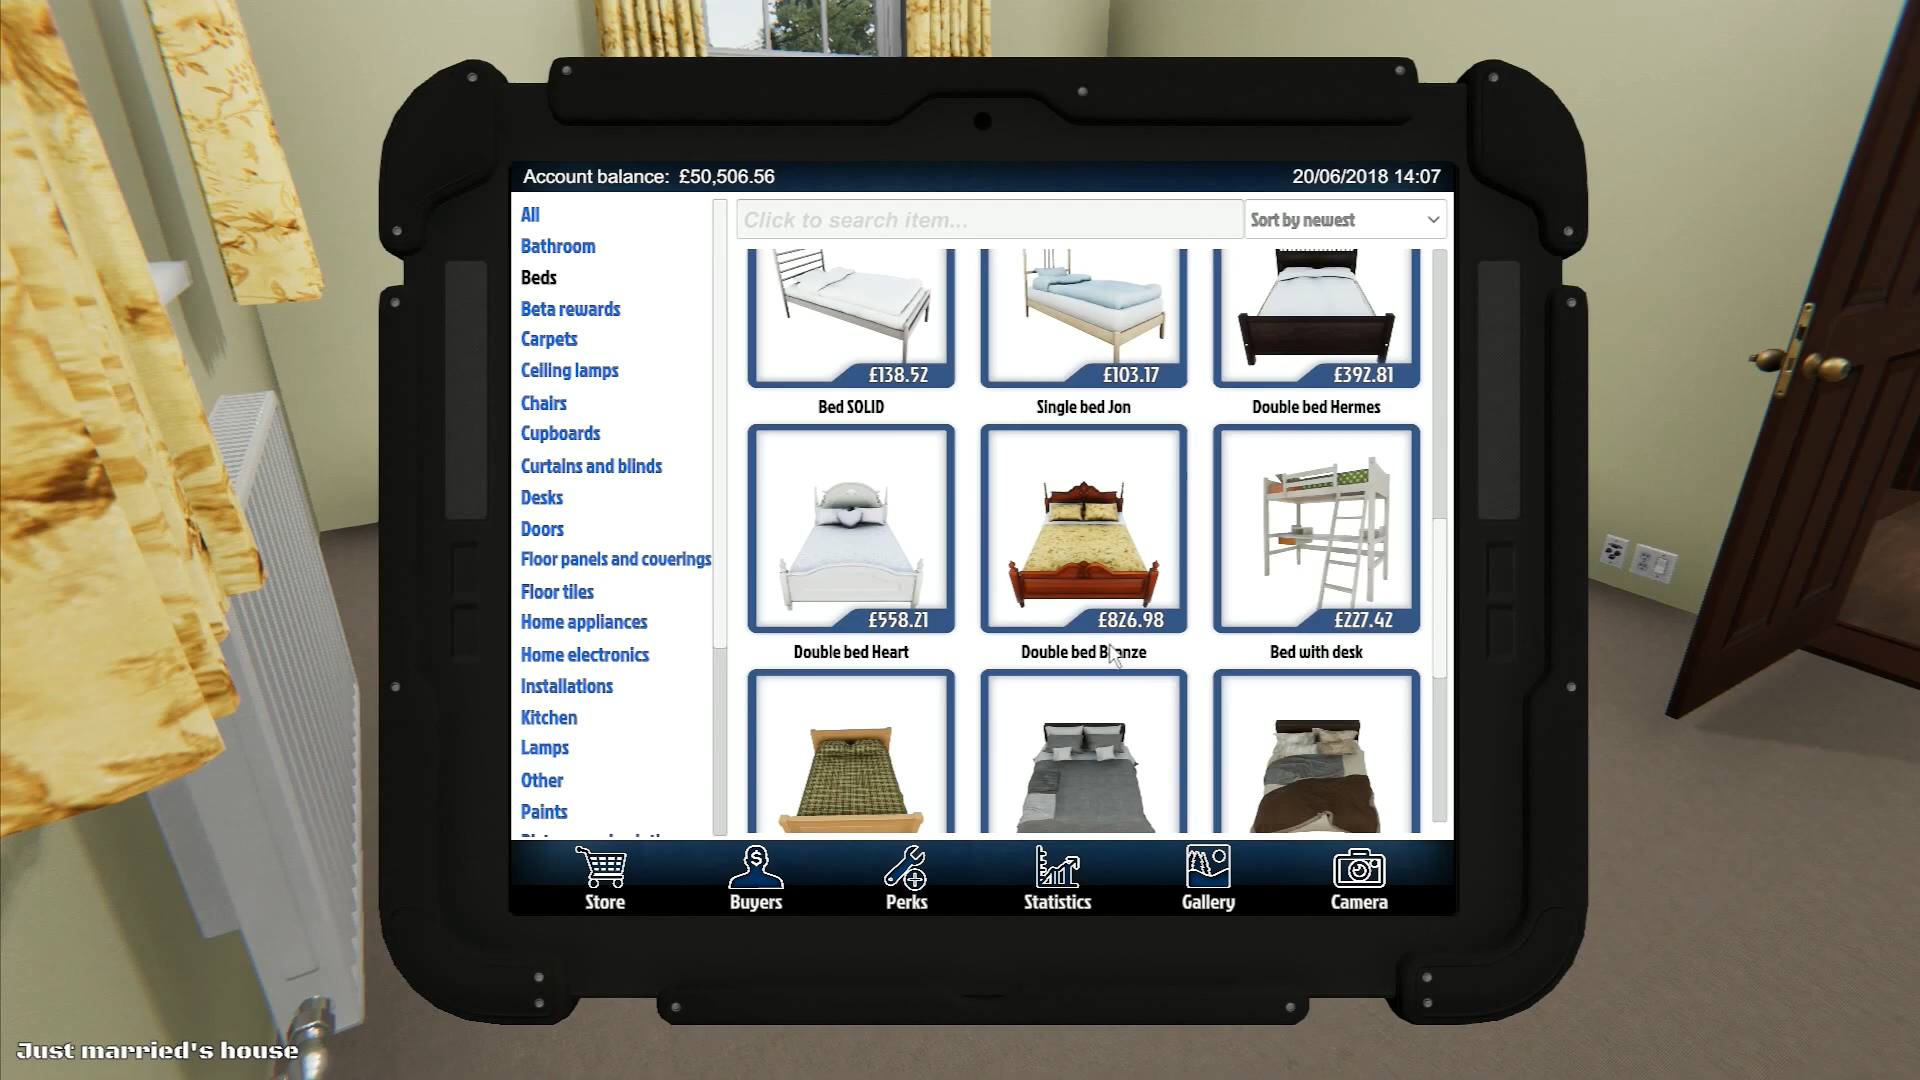 Account balance: £50,506.56
20/06/2018 14:07
All
Bathroom
Beds
Beta rewards
Carpets
Ceiling lamps
Chairs
Cupboards
Curtains and blinds
Desks
Doors
Floor panels and coverings
Floor tiles
Home appliances
Home electronics
Installations
Kitchen
Lamps
Other
Paints
Click to search item...
Sort by newest
£138.52
£103.17
£392.81
Bed SOLID
Single bed Jon
Double bed Hermes
£558.21
£826.98
£227.42
Double bed Heart
Double bed Bronze
Bed with desk
Store
Buyers
Perks
Statistics
Gallery
Camera
Just married's house